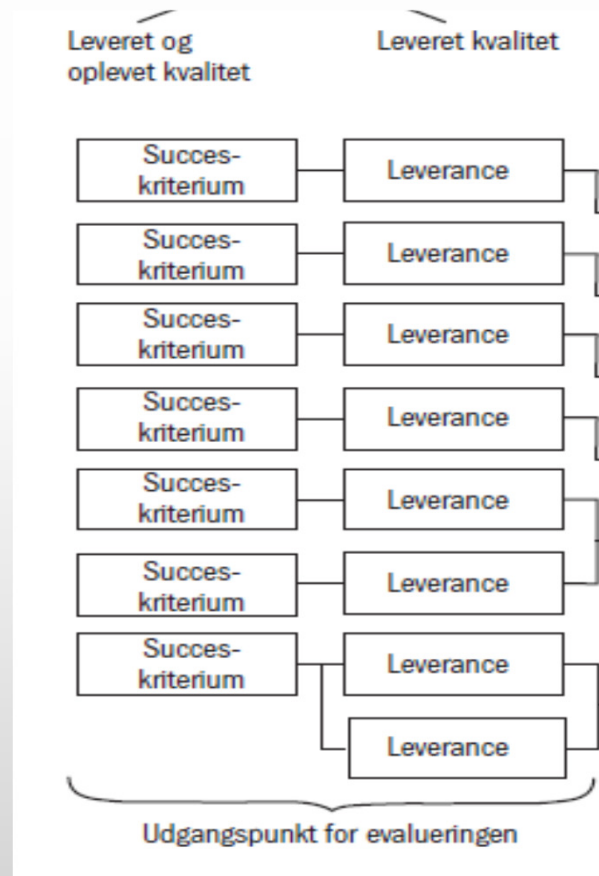 Leveret og
oplevet kvalitet
Leveret kvalitet
Succes-
kriterium
Leverance
Succes-
kriterium
Leverance
Succes-
kriterium
Leverance
Succes-
kriterium
Leverance
Succes-
kriterium
Leverance
Succes-
kriterium
Leverance
Succes-
kriterium
Leverance
Leverance
Udgangspunkt for evalueringen